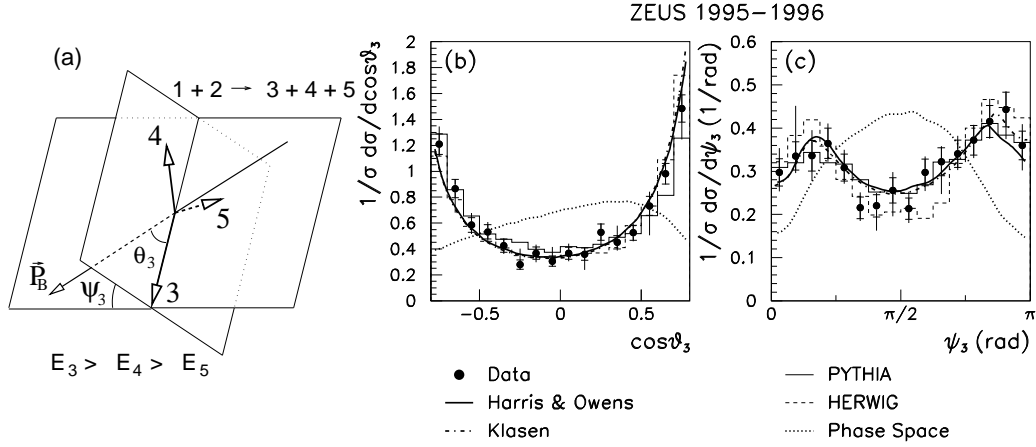 ZEUS 1995−1996
(a)
1 + 2 → 3 + 4 + 5
4
5
θ₃
P⃗_B
ψ₃
3
E₃ > E₄ > E₅
(b)
1/σ dσ/dcosϑ₃
2
1.8
1.6
1.4
1.2
1
0.8
0.6
0.4
0.2
0
−0.5
0
0.5
cosϑ₃
(c)
1/σ dσ/dψ₃ (1/rad)
0.6
0.5
0.4
0.3
0.2
0.1
0
0
π/2
π
ψ₃ (rad)
Data
Harris & Owens
Klasen
PYTHIA
HERWIG
Phase Space